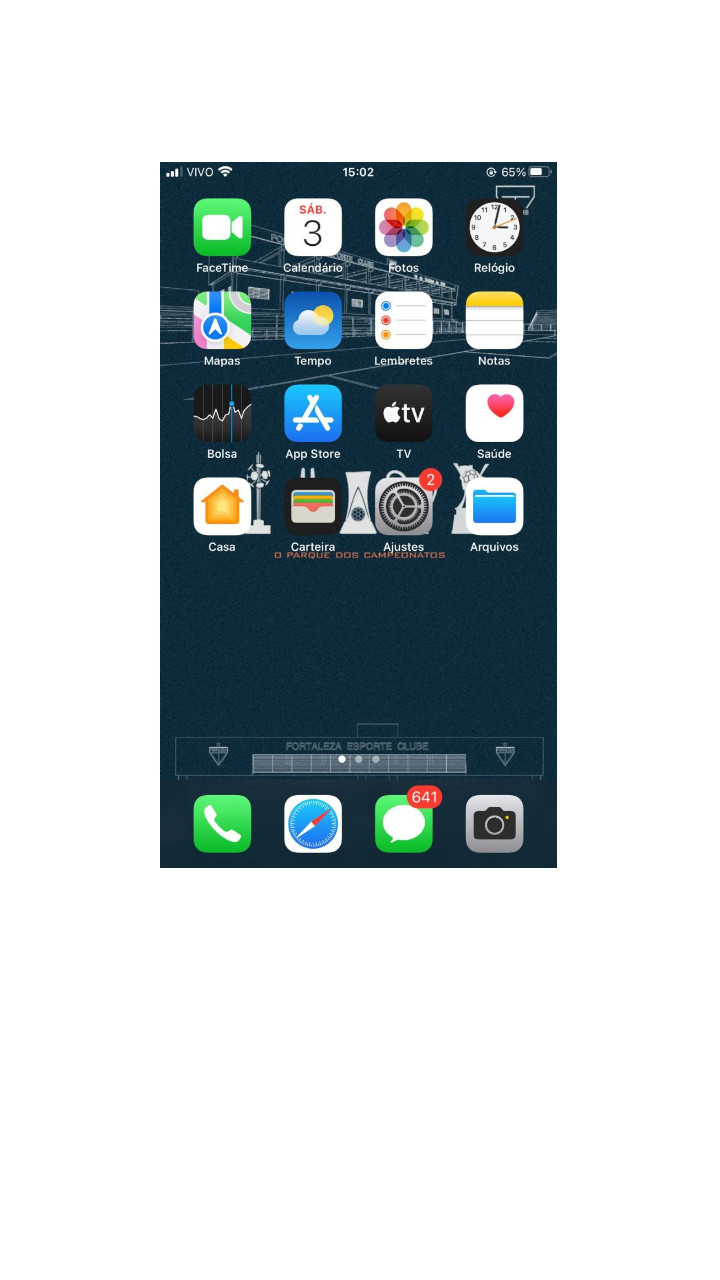 VIVO 15:02 65%
SÁB.
3
FaceTime Calendário Fotos Relógio
Mapas Tempo Lembretes Notas
tv
Bolsa App Store TV Saúde
2
Casa Carteira Ajustes Arquivos
O PARQUE DOS CAMPEONATOS
FORTALEZA ESPORTE CLUBE
641